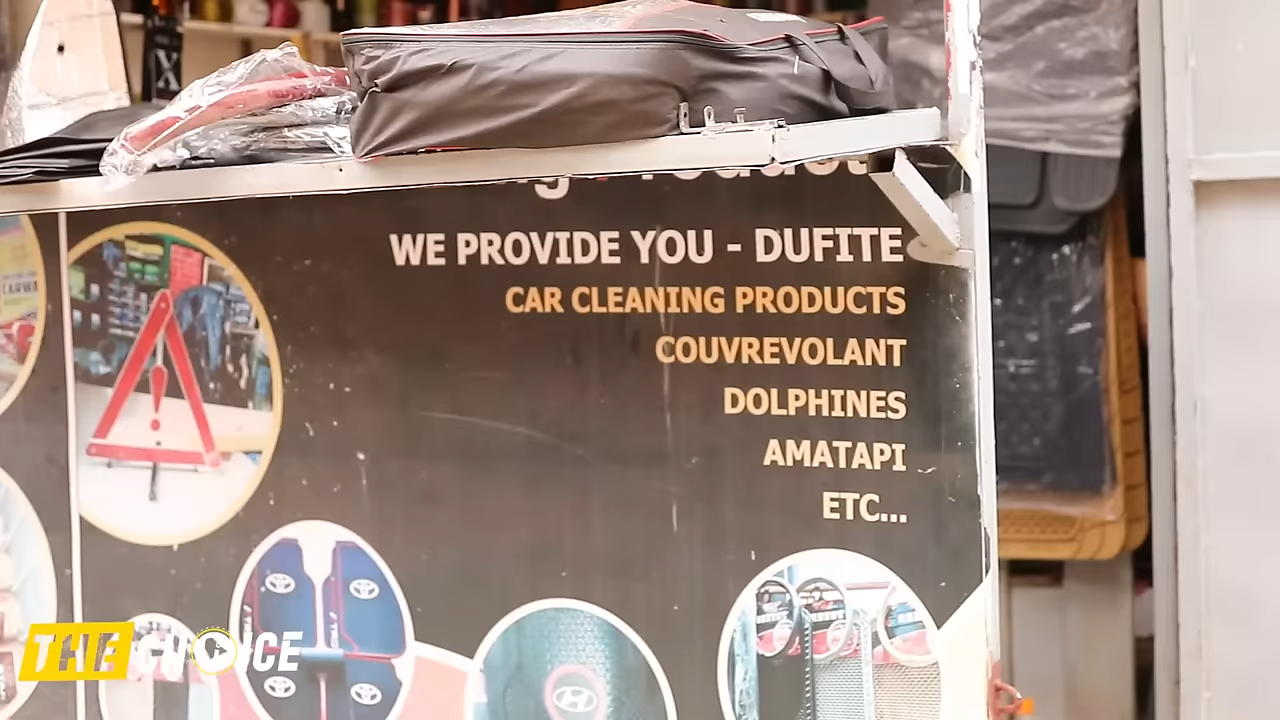 WE PROVIDE YOU - DUFITE
CAR CLEANING PRODUCTS
COUVREVOLANT
DOLPHINES
AMATAPI
ETC...
THE CHOICE